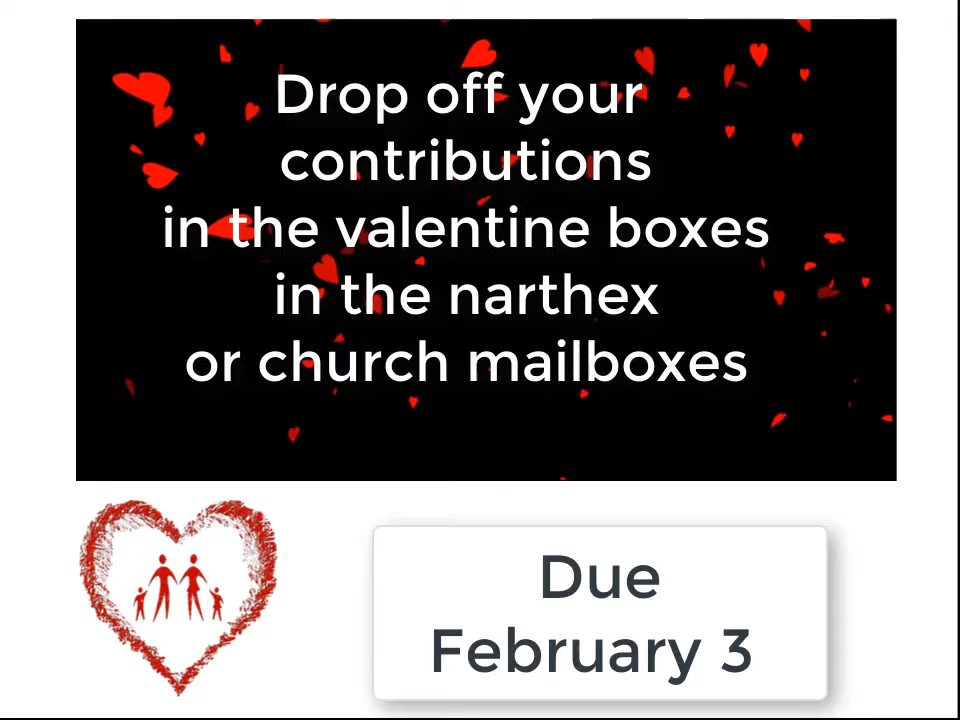 Drop off your
contributions
in the valentine boxes
in the narthex
or church mailboxes
Due
February 3